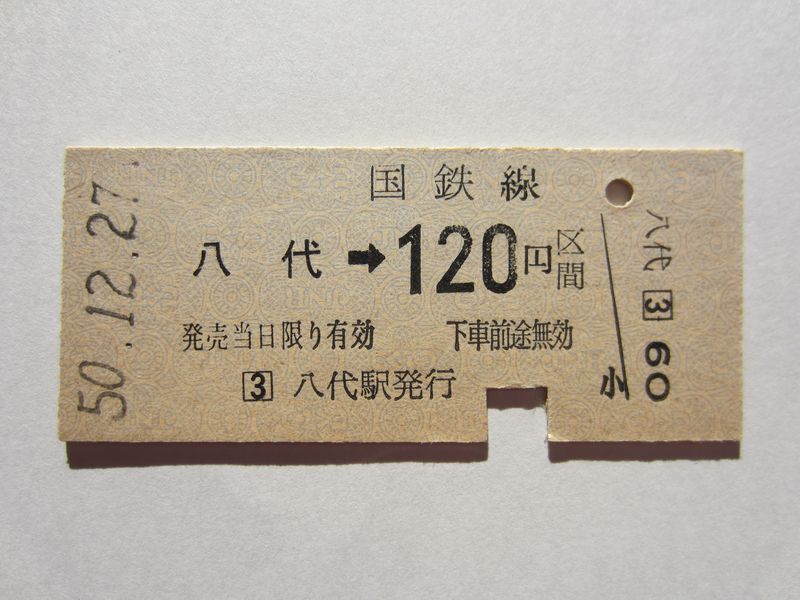 50.12.27
国鉄線
八代➡120円区間
発売当日限り有効 下車前途無効
3 八代駅発行
八代 3 60
小